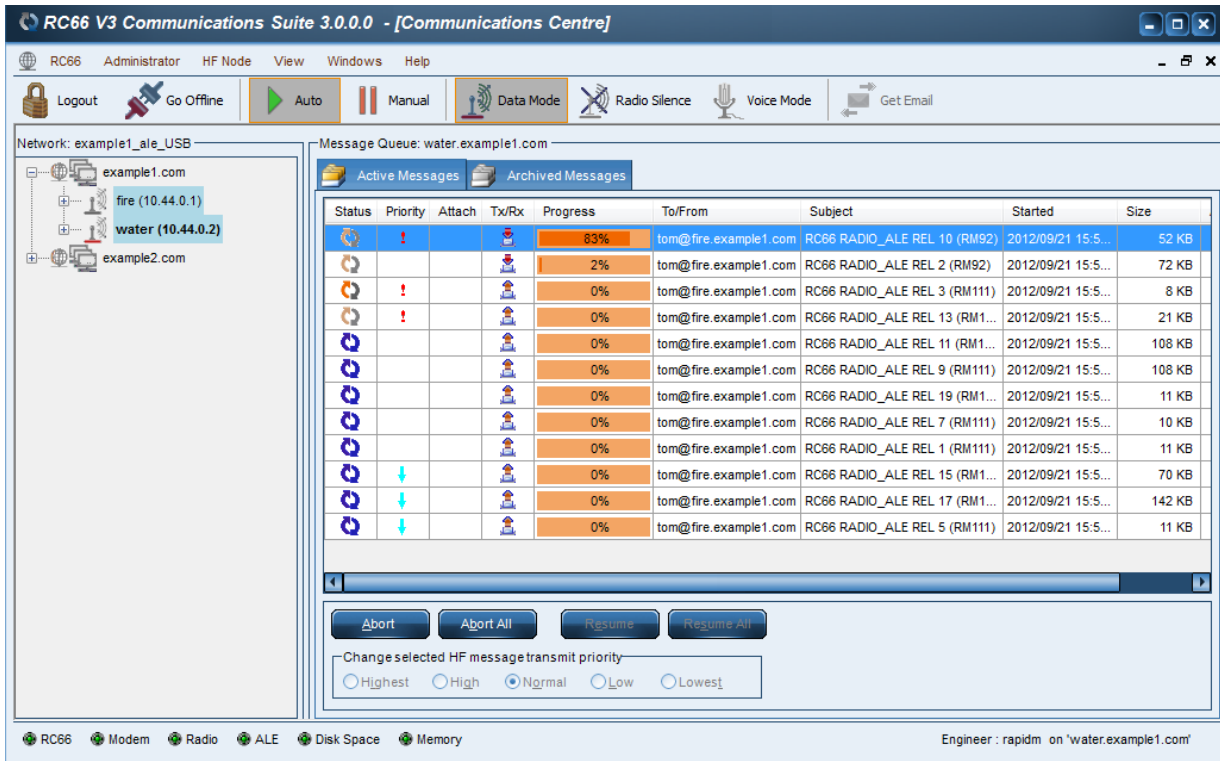 RC66 V3 Communications Suite 3.0.0.0 - [Communications Centre]
RC66 Administrator HF Node View Windows Help
Logout Go Offline Auto Manual Data Mode Radio Silence Voice Mode Get Email
Network: example1_ale_USB
example1.com
fire (10.44.0.1)
water (10.44.0.2)
example2.com
Message Queue: water.example1.com
Active Messages Archived Messages
Status Priority Attach Tx/Rx Progress To/From Subject Started Size
! 83% tom@fire.example1.com RC66 RADIO_ALE REL 10 (RM92) 2012/09/21 15:5... 52 KB
2% tom@fire.example1.com RC66 RADIO_ALE REL 2 (RM92) 2012/09/21 15:5... 72 KB
! 0% tom@fire.example1.com RC66 RADIO_ALE REL 3 (RM111) 2012/09/21 15:5... 8 KB
! 0% tom@fire.example1.com RC66 RADIO_ALE REL 13 (RM1... 2012/09/21 15:5... 21 KB
0% tom@fire.example1.com RC66 RADIO_ALE REL 11 (RM1... 2012/09/21 15:5... 108 KB
0% tom@fire.example1.com RC66 RADIO_ALE REL 9 (RM111) 2012/09/21 15:5... 108 KB
0% tom@fire.example1.com RC66 RADIO_ALE REL 19 (RM1... 2012/09/21 15:5... 11 KB
0% tom@fire.example1.com RC66 RADIO_ALE REL 7 (RM111) 2012/09/21 15:5... 10 KB
0% tom@fire.example1.com RC66 RADIO_ALE REL 1 (RM111) 2012/09/21 15:5... 11 KB
0% tom@fire.example1.com RC66 RADIO_ALE REL 15 (RM1... 2012/09/21 15:5... 70 KB
0% tom@fire.example1.com RC66 RADIO_ALE REL 17 (RM1... 2012/09/21 15:5... 142 KB
0% tom@fire.example1.com RC66 RADIO_ALE REL 5 (RM111) 2012/09/21 15:5... 11 KB
Abort Abort All Resume Resume All
Change selected HF message transmit priority
Highest High Normal Low Lowest
RC66 Modem Radio ALE Disk Space Memory Engineer : rapidm on 'water.example1.com'